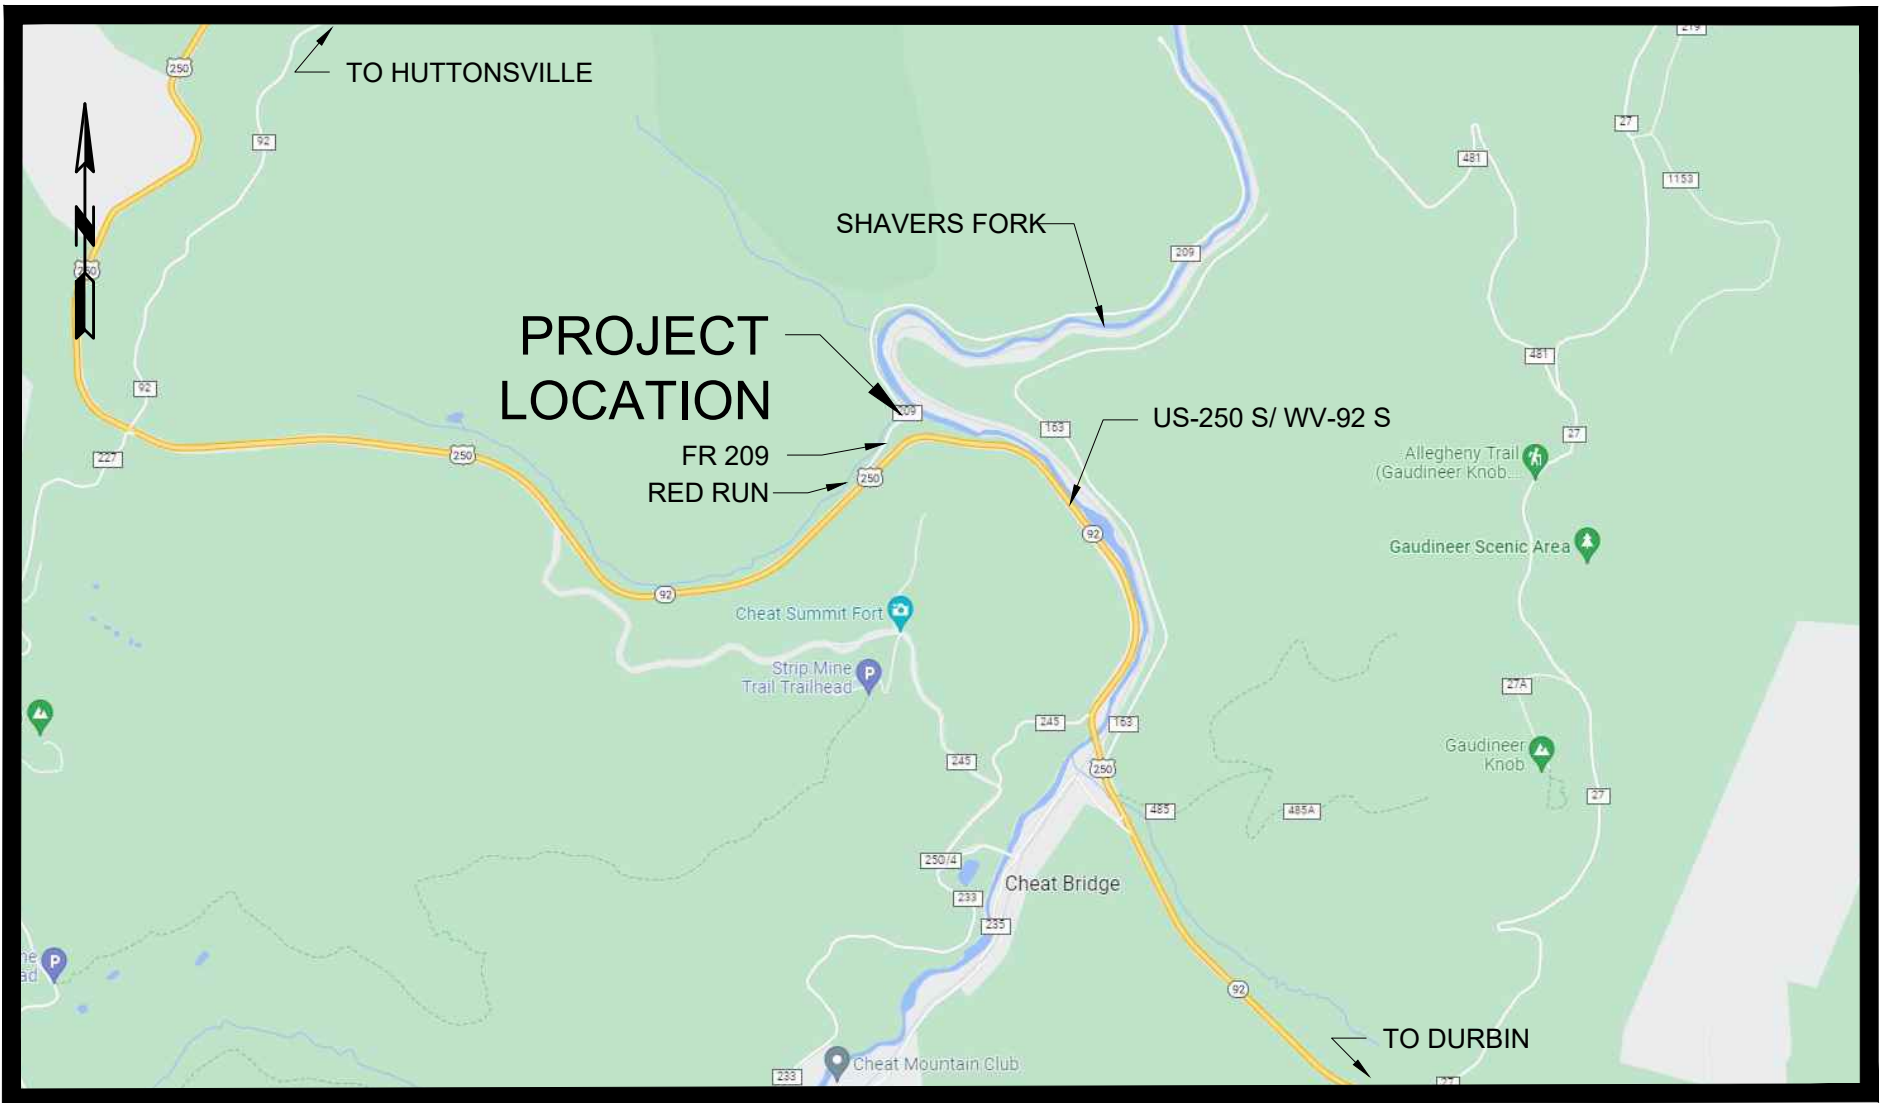 219
250
TO HUTTONSVILLE
27
92
481
1153
SHAVERS FORK
209
N
250
PROJECT
LOCATION
481
92
209
US-250 S/ WV-92 S
163
27
FR 209
250
227
Allegheny Trail
(Gaudineer Knob...
250
RED RUN
92
Gaudineer Scenic Area
92
Cheat Summit Fort
Strip Mine
Trail Trailhead
P
27A
245
163
Gaudineer
Knob
245
250
27
485
485A
250/4
Cheat Bridge
233
235
P
92
TO DURBIN
Cheat Mountain Club
233
27